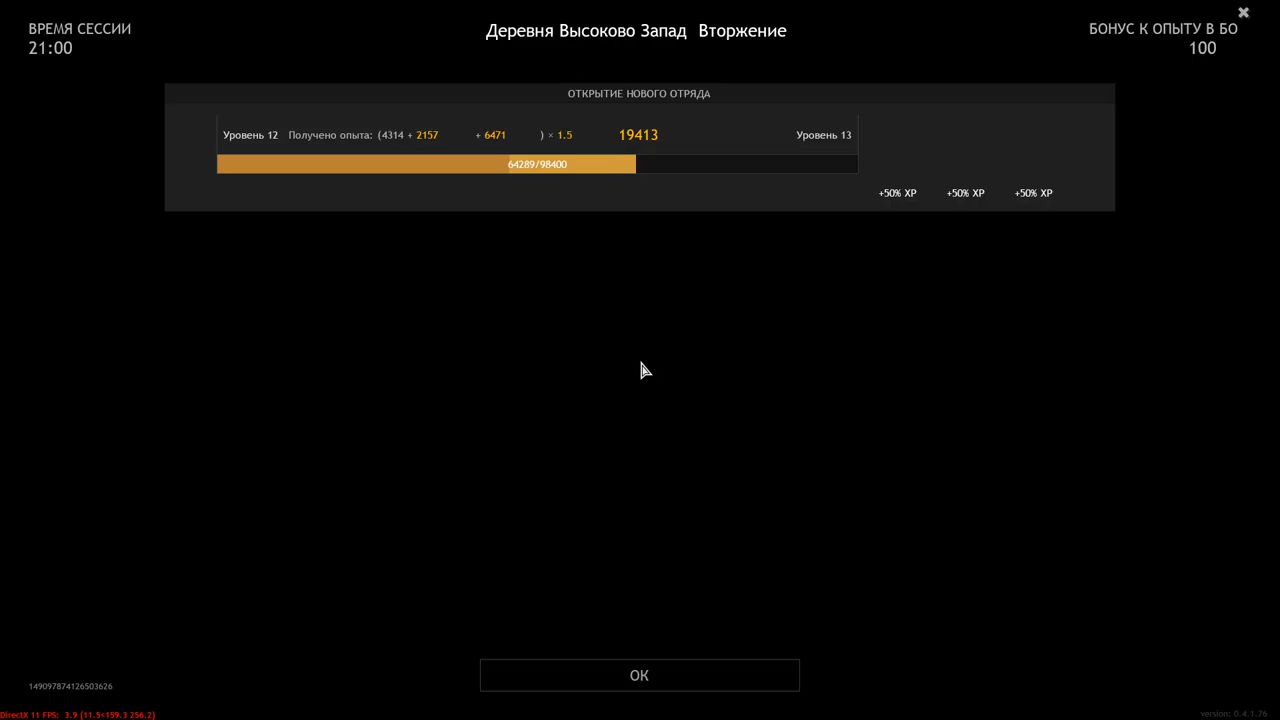 ВРЕМЯ СЕССИИ
21:00
Деревня Высоково Запад Вторжение
БОНУС К ОПЫТУ В БО
100
ОТКРЫТИЕ НОВОГО ОТРЯДА
Уровень 12 Получено опыта: (4314 + 2157 + 6471 ) × 1.5 19413 Уровень 13
64289/98400
+50% XP +50% XP +50% XP
OK
149097874126503626
DirectX 11 FPS: 3.9 (11.5<159.3 256.2)
version: 0.4.1.76